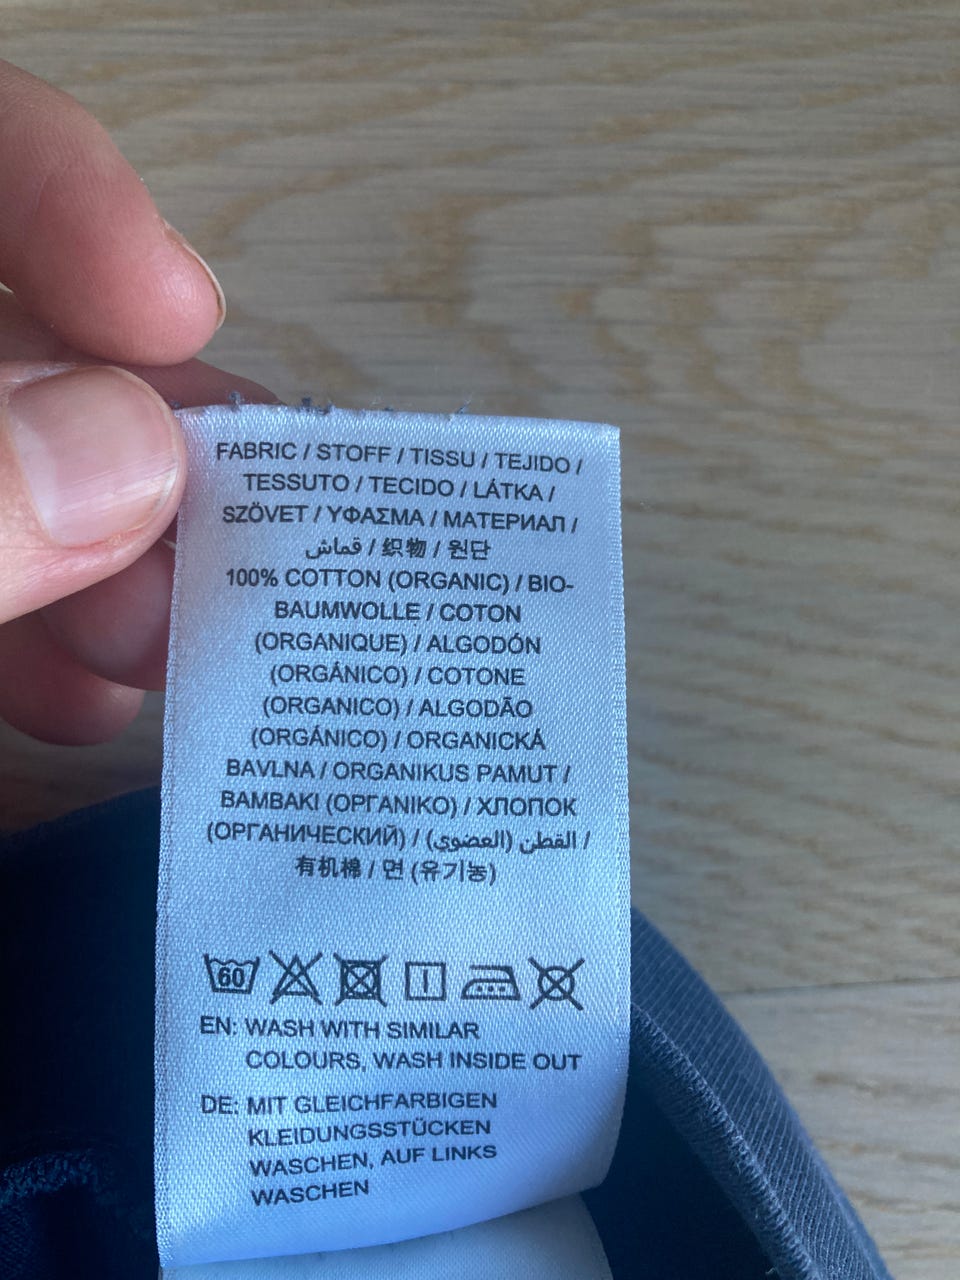 FABRIC / STOFF / TISSU / TEJIDO /
TESSUTO / TECIDO / LÁTKA /
SZÖVET / ΥΦΑΣΜΑ / МАТЕРИАЛ /
قماش / 织物 / 원단
100% COTTON (ORGANIC) / BIO-
BAUMWOLLE / COTON
(ORGANIQUE) / ALGODÓN
(ORGÁNICO) / COTONE
(ORGANICO) / ALGODÃO
(ORGÁNICO) / ORGANICKÁ
BAVLNA / ORGANIKUS PAMUT /
ΒΑΜΒΑΚΙ (ΟΡΓΑΝΙΚΟ) / ХЛОПОК
(ОРГАНИЧЕСКИЙ) / القطن (العضوي) /
有机棉 / 면 (유기농)
60
EN: WASH WITH SIMILAR
COLOURS, WASH INSIDE OUT
DE: MIT GLEICHFARBIGEN
KLEIDUNGSSTÜCKEN
WASCHEN, AUF LINKS
WASCHEN